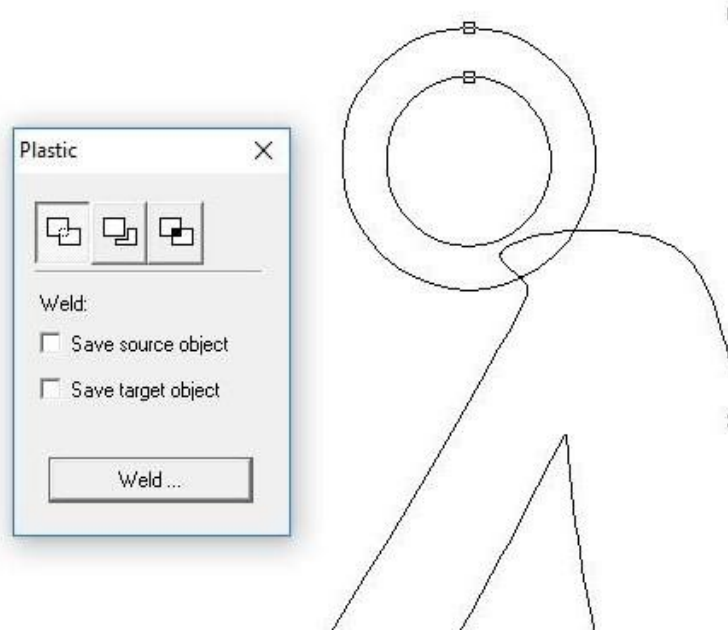 Plastic
Weld:
Save source object
Save target object
Weld ...